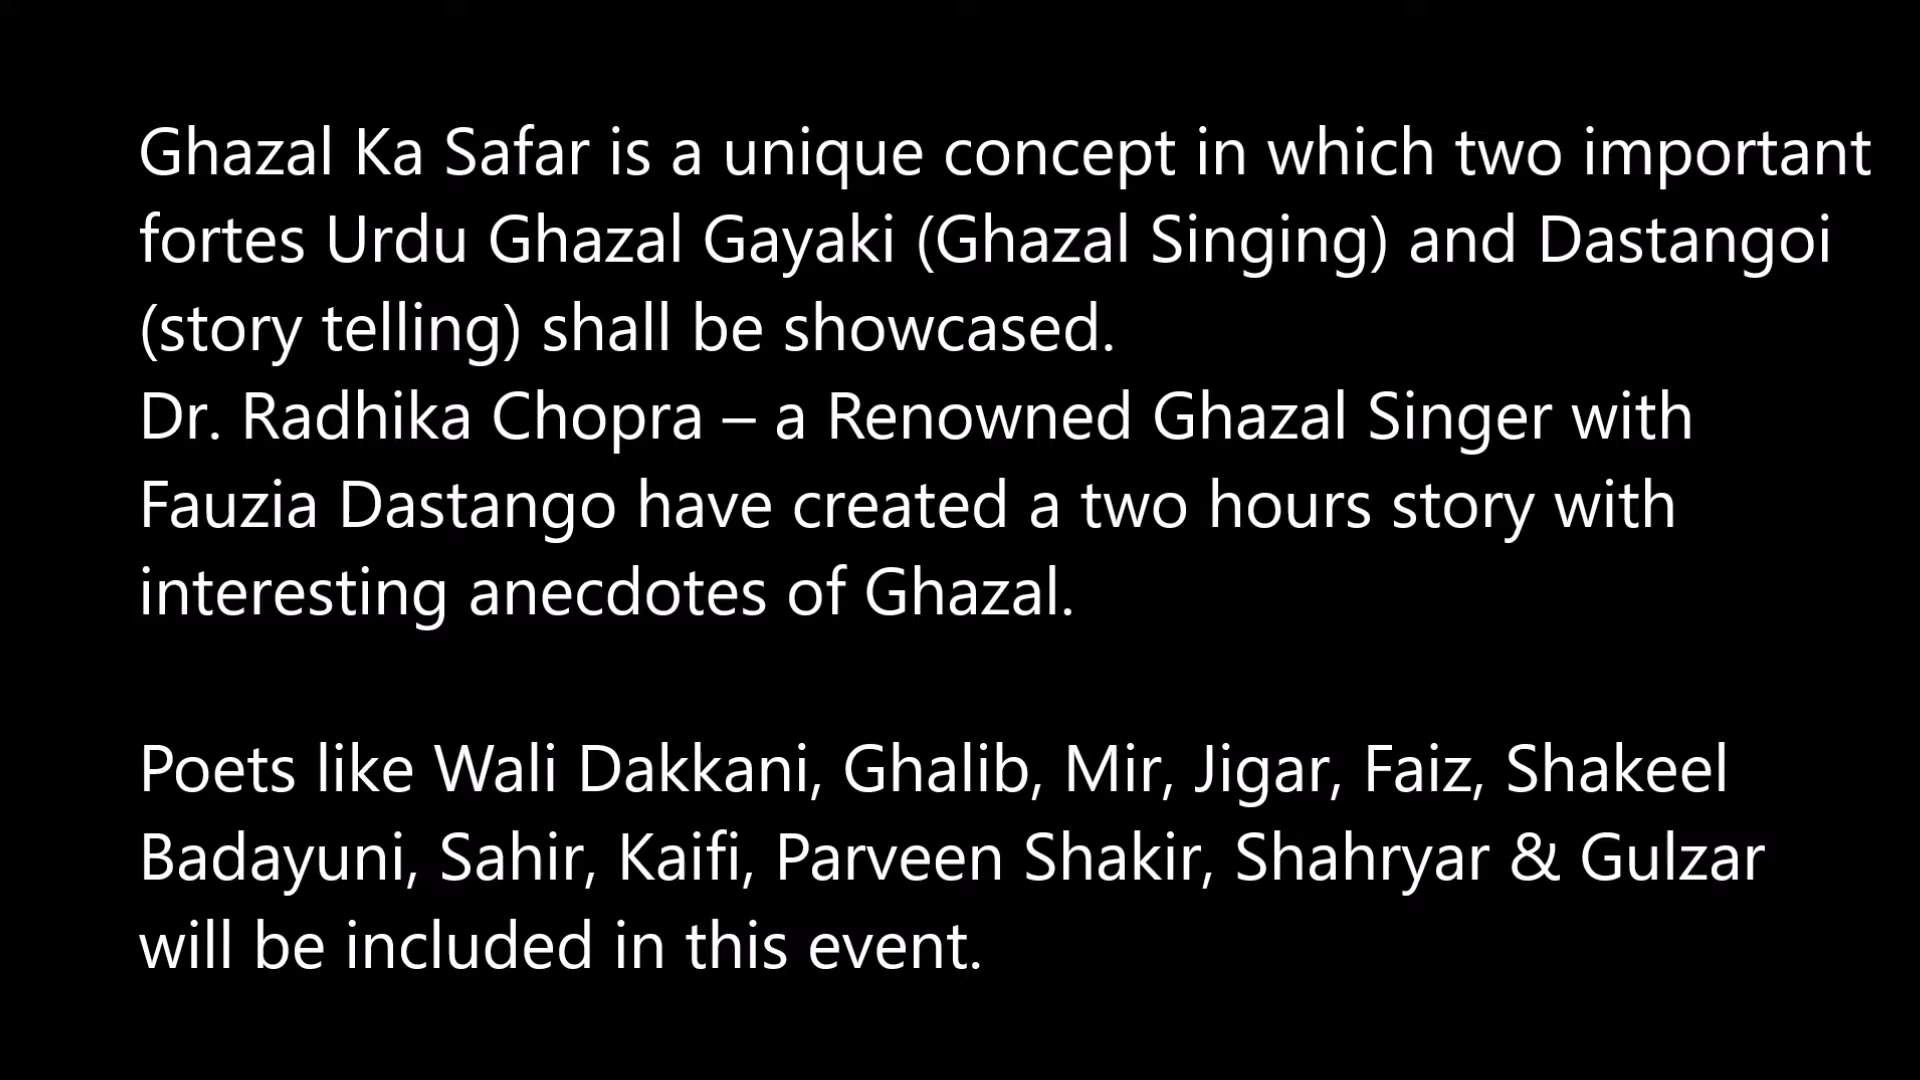 Ghazal Ka Safar is a unique concept in which two important
fortes Urdu Ghazal Gayaki (Ghazal Singing) and Dastangoi
(story telling) shall be showcased.
Dr. Radhika Chopra – a Renowned Ghazal Singer with
Fauzia Dastango have created a two hours story with
interesting anecdotes of Ghazal.
Poets like Wali Dakkani, Ghalib, Mir, Jigar, Faiz, Shakeel
Badayuni, Sahir, Kaifi, Parveen Shakir, Shahryar & Gulzar
will be included in this event.